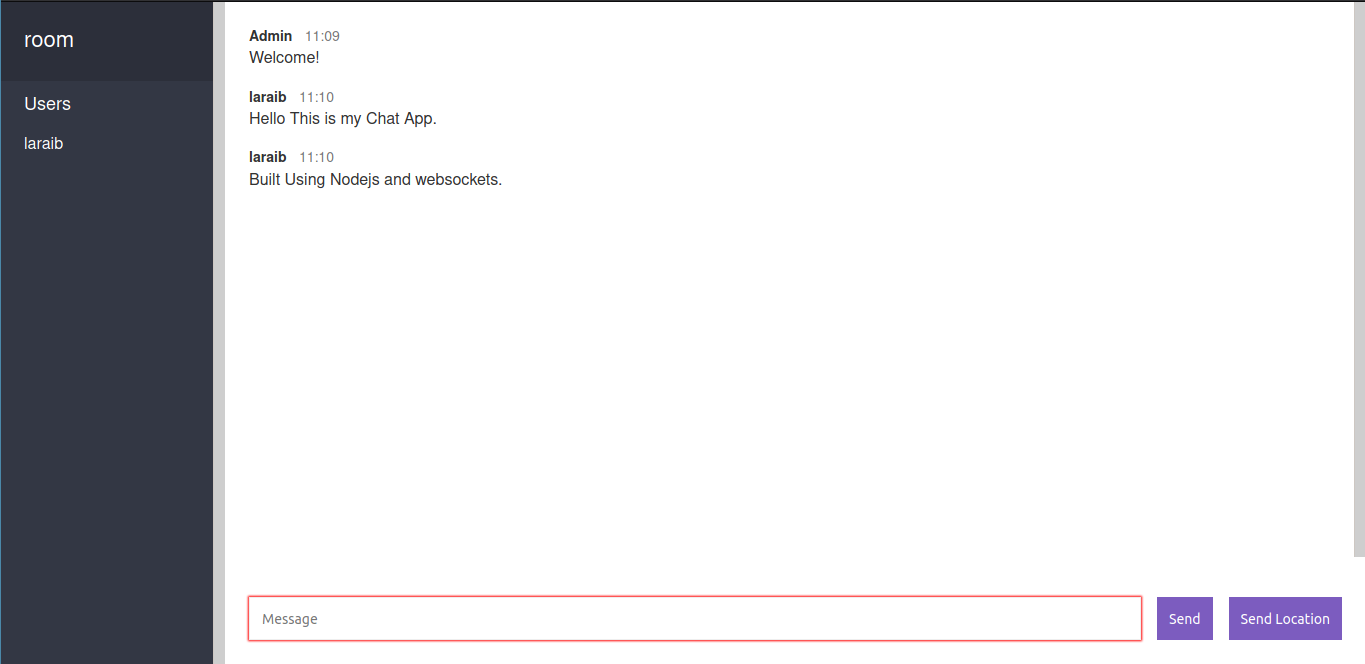 room
Users
laraib
Admin 11:09
Welcome!
laraib 11:10
Hello This is my Chat App.
laraib 11:10
Built Using Nodejs and websockets.
Message
Send
Send Location